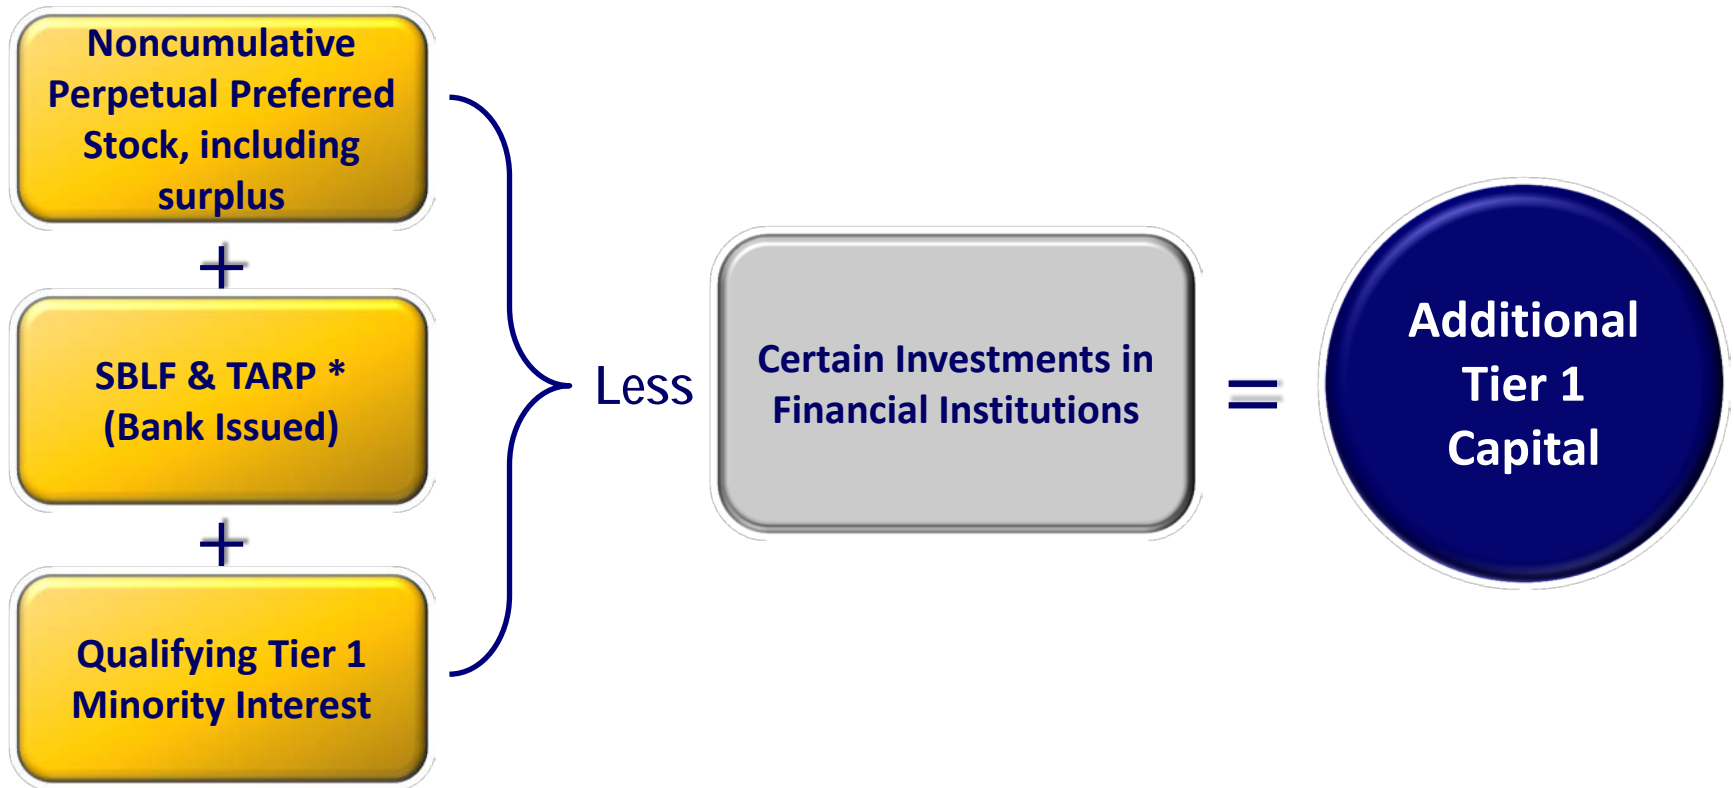 Noncumulative
Perpetual Preferred
Stock, including
surplus
+
SBLF & TARP *
(Bank Issued)
+
Qualifying Tier 1
Minority Interest
Less
Certain Investments in
Financial Institutions
=
Additional
Tier 1
Capital